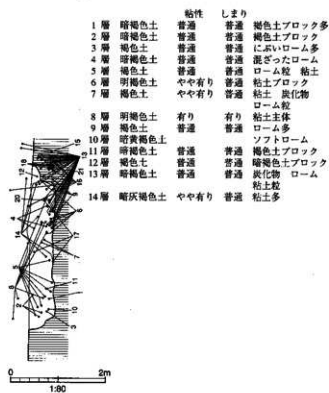 粘性 しまり
1層 暗褐色土 普通 普通 褐色土ブロック多
2層 暗褐色土 普通 普通 褐色土ブロック
3層 褐色土 普通 普通 にぶいローム多
4層 暗褐色土 普通 普通 混ざったローム
5層 褐色土 普通 普通 ローム粒 粘土
6層 明褐色土 やや有り 普通 粘土ブロック
7層 褐色土 やや有り 普通 粘土 炭化物
ローム粒
8層 明褐色土 有り 有り 粘土主体
9層 褐色土 普通 普通 ローム多
10層 暗黄褐色土 ソフトローム
11層 暗褐色土 普通 普通 褐色土ブロック
12層 褐色土 普通 普通 暗褐色土ブロック
13層 暗褐色土 普通 普通 炭化物 ローム
粘土粒
14層 暗灰褐色土 やや有り 普通 粘土多
0 2m
1:80